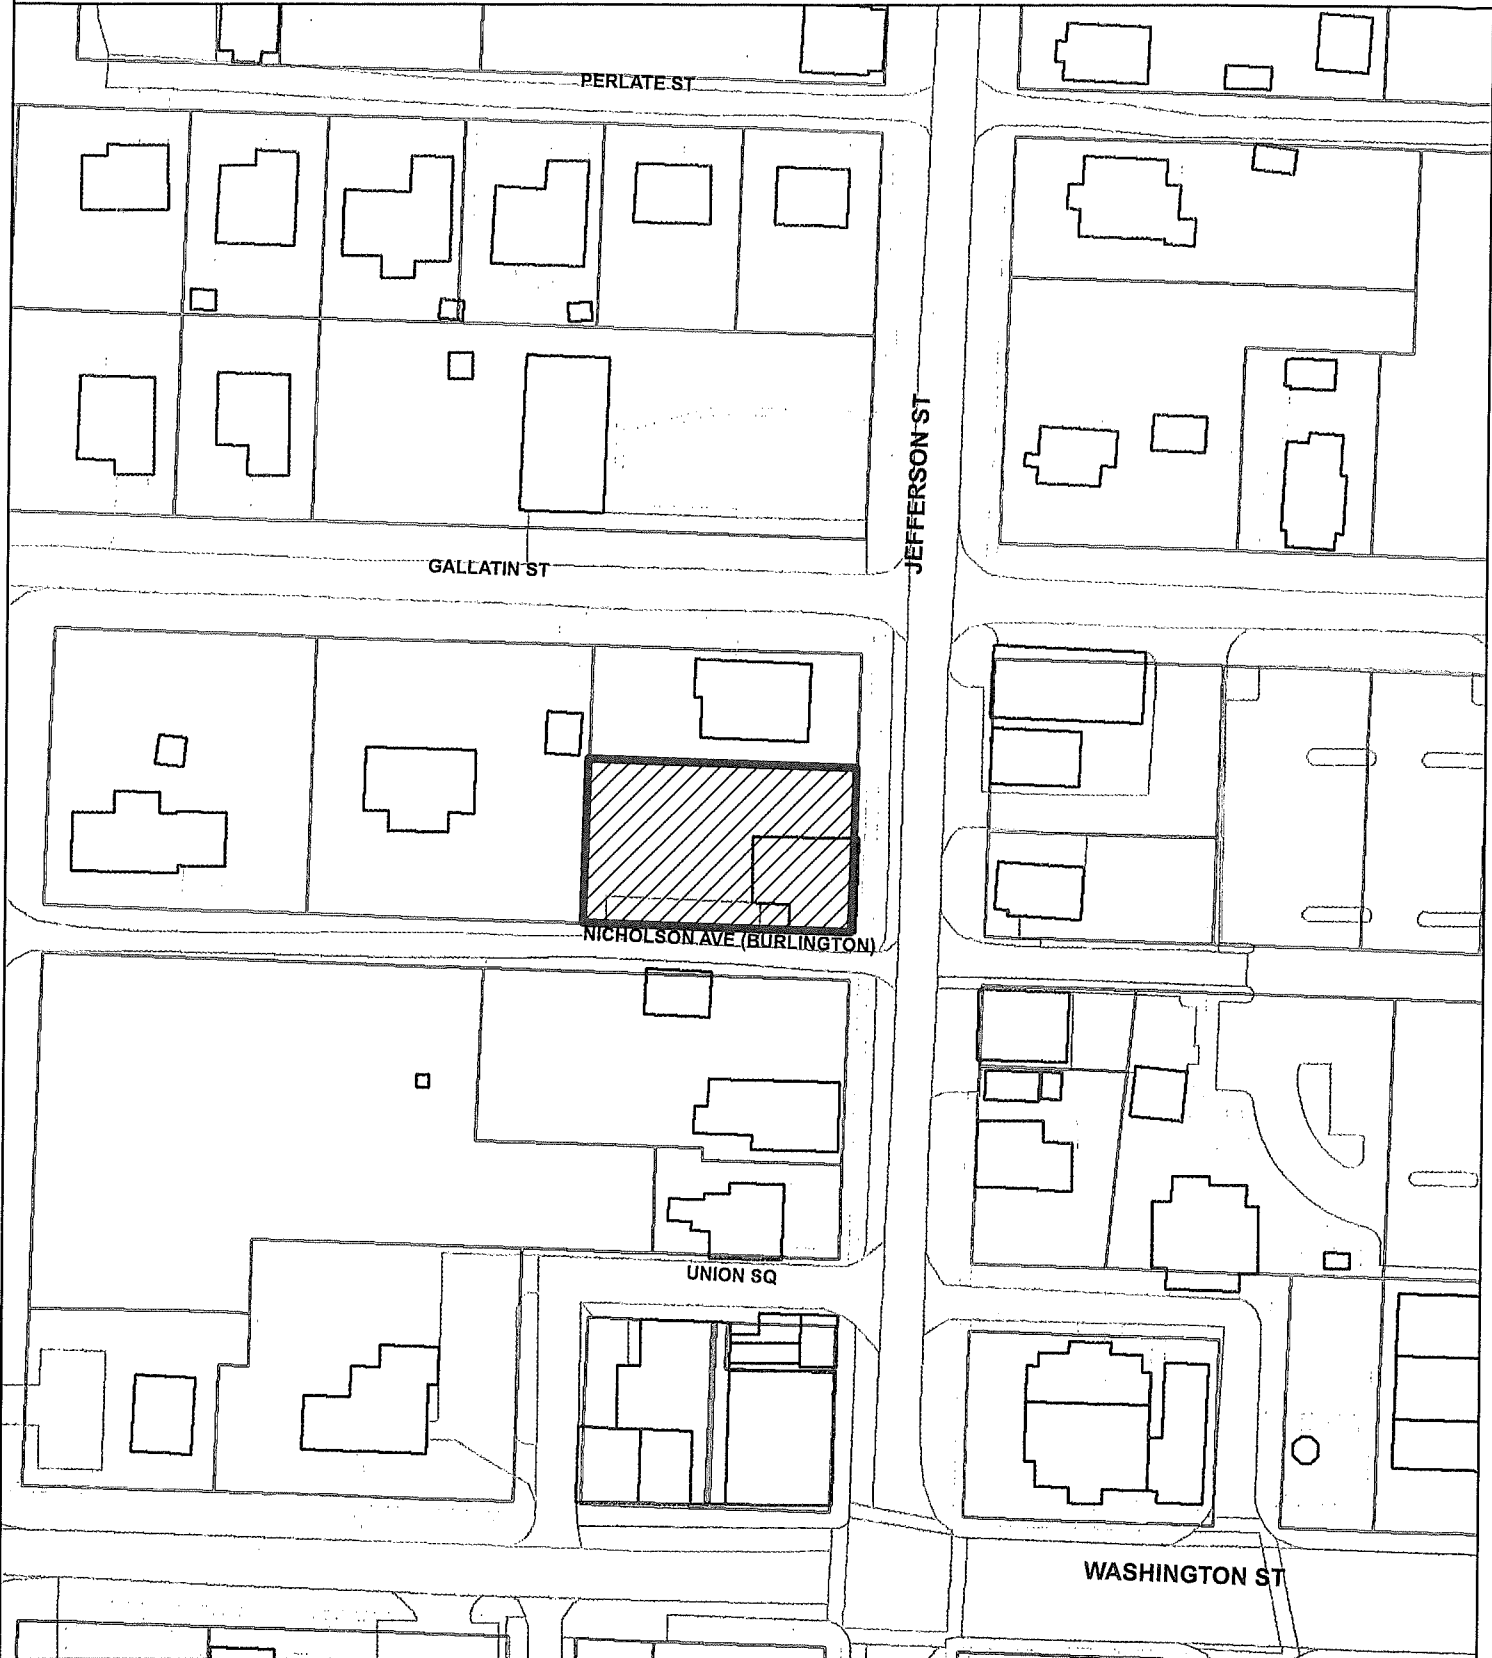 PERLATE ST
JEFFERSON ST
GALLATIN ST
NICHOLSON AVE (BURLINGTON)
UNION SQ
WASHINGTON ST